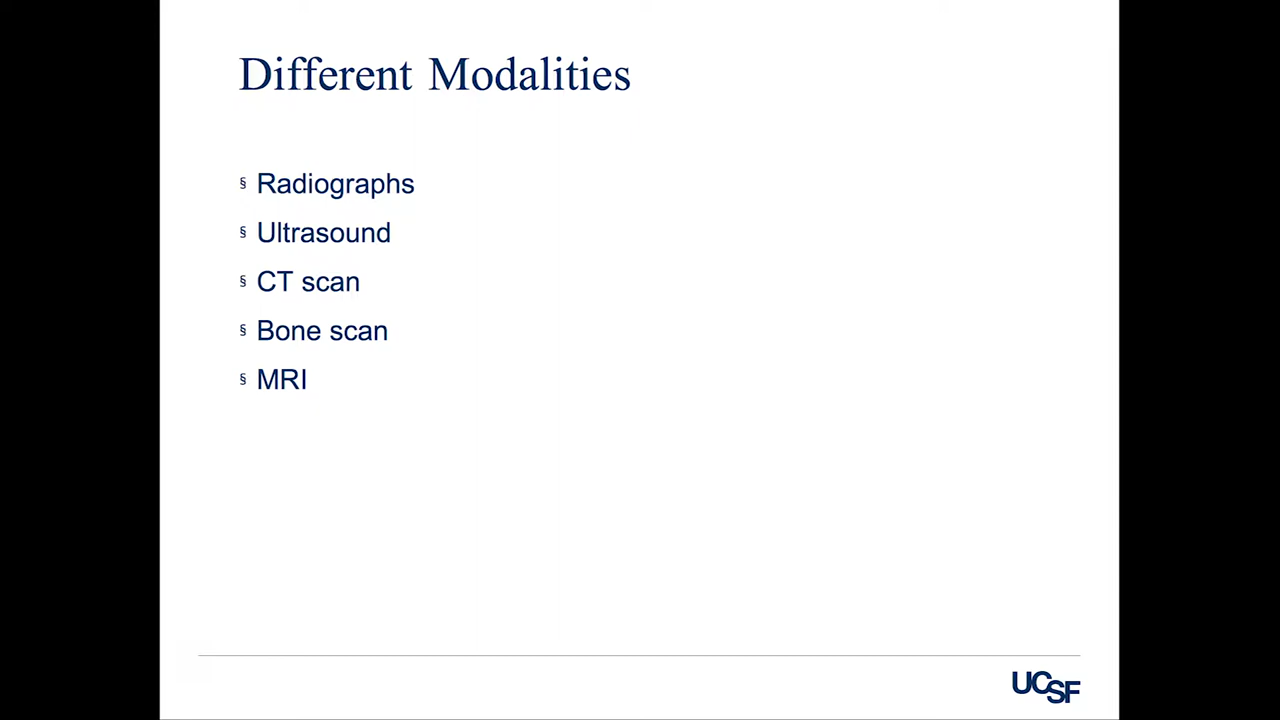 Different Modalities
§ Radiographs
§ Ultrasound
§ CT scan
§ Bone scan
§ MRI
UCSF